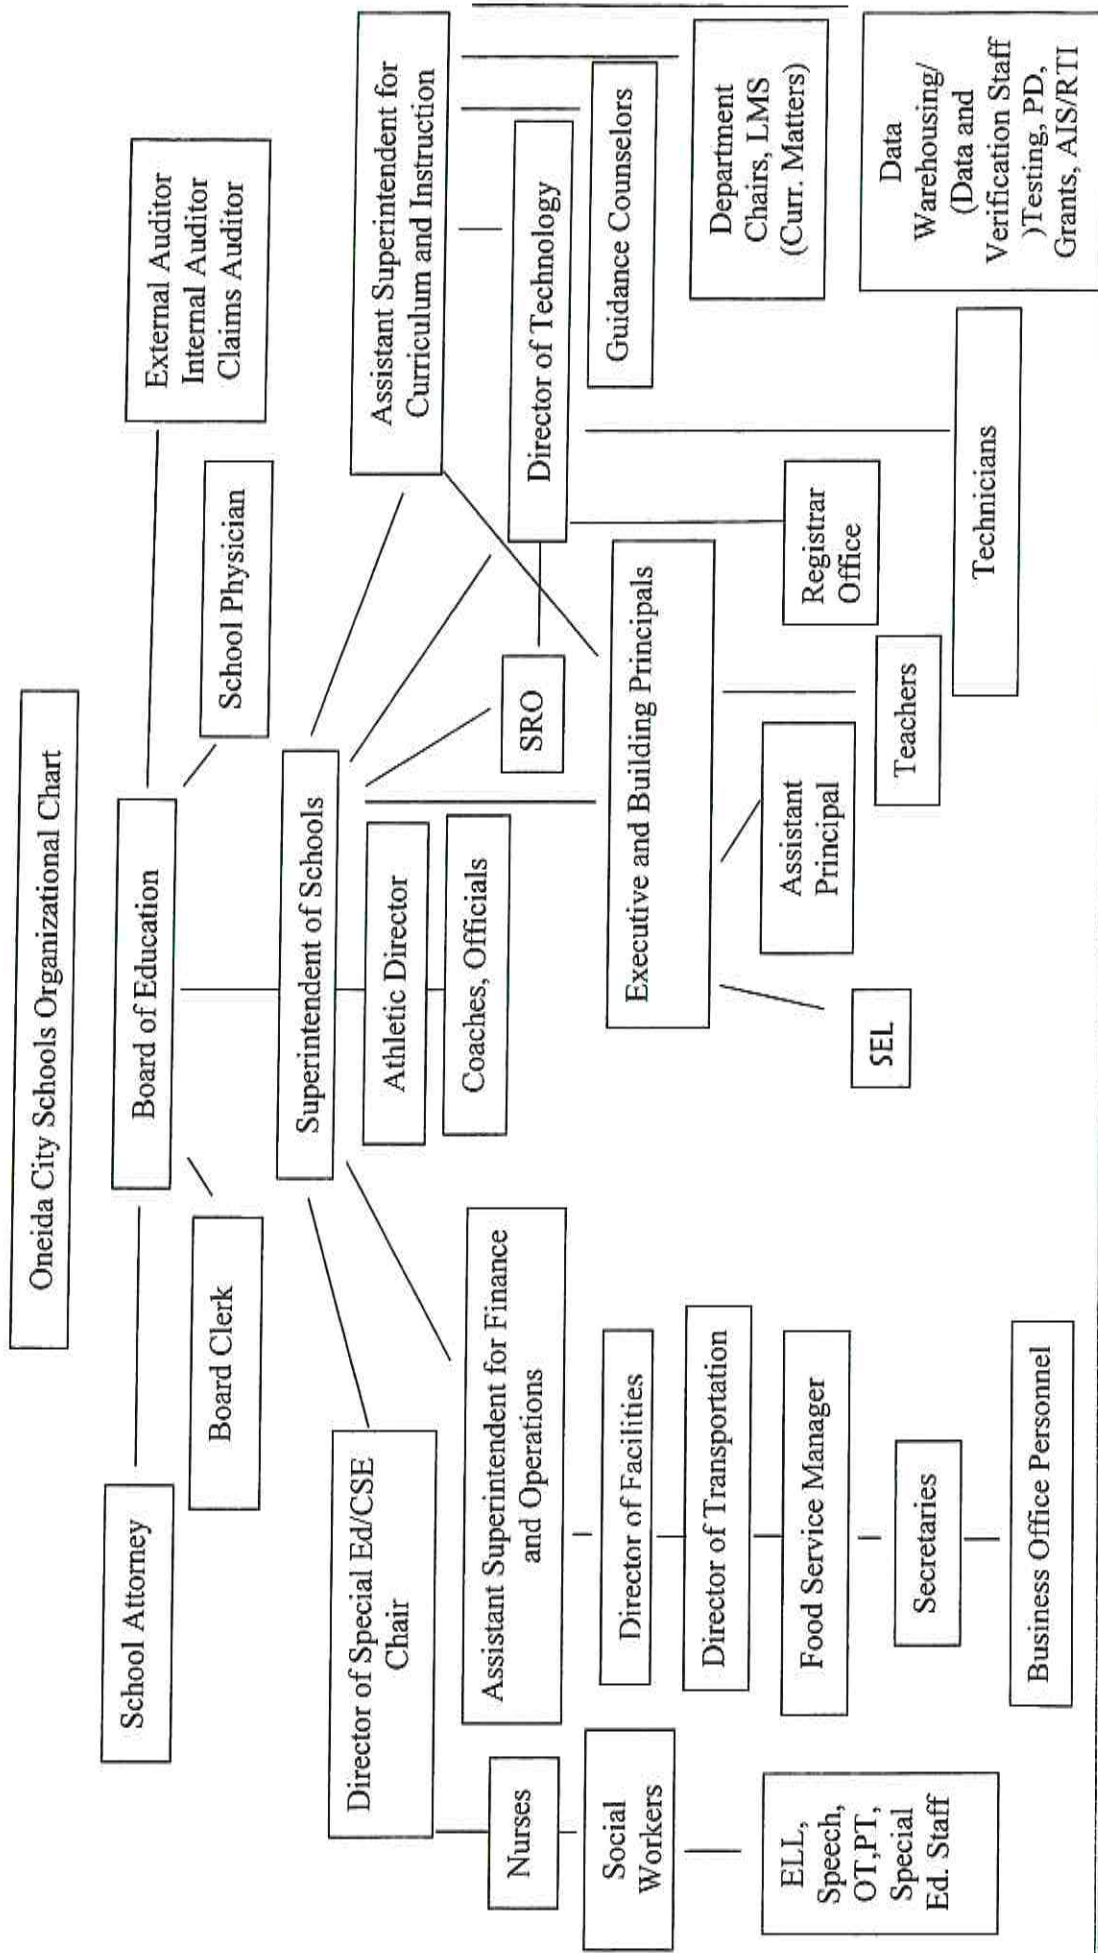 Oneida City Schools Organizational Chart
School Attorney
Board of Education
External Auditor
Internal Auditor
Claims Auditor
Board Clerk
School Physician
Superintendent of Schools
Director of Special Ed/CSE
Chair
Athletic Director
Assistant Superintendent for
Curriculum and Instruction
Coaches, Officials
Assistant Superintendent for Finance
and Operations
Nurses
SRO
Director of Technology
Social
Workers
Director of Facilities
Executive and Building Principals
Guidance Counselors
Director of Transportation
Department
Chairs, LMS
(Curr. Matters)
ELL,
Speech,
OT,PT,
Special
Ed. Staff
Food Service Manager
Assistant
Principal
Registrar
Office
SEL
Teachers
Data
Warehousing/
(Data and
Verification Staff
)Testing, PD,
Grants, AIS/RTI
Secretaries
Technicians
Business Office Personnel